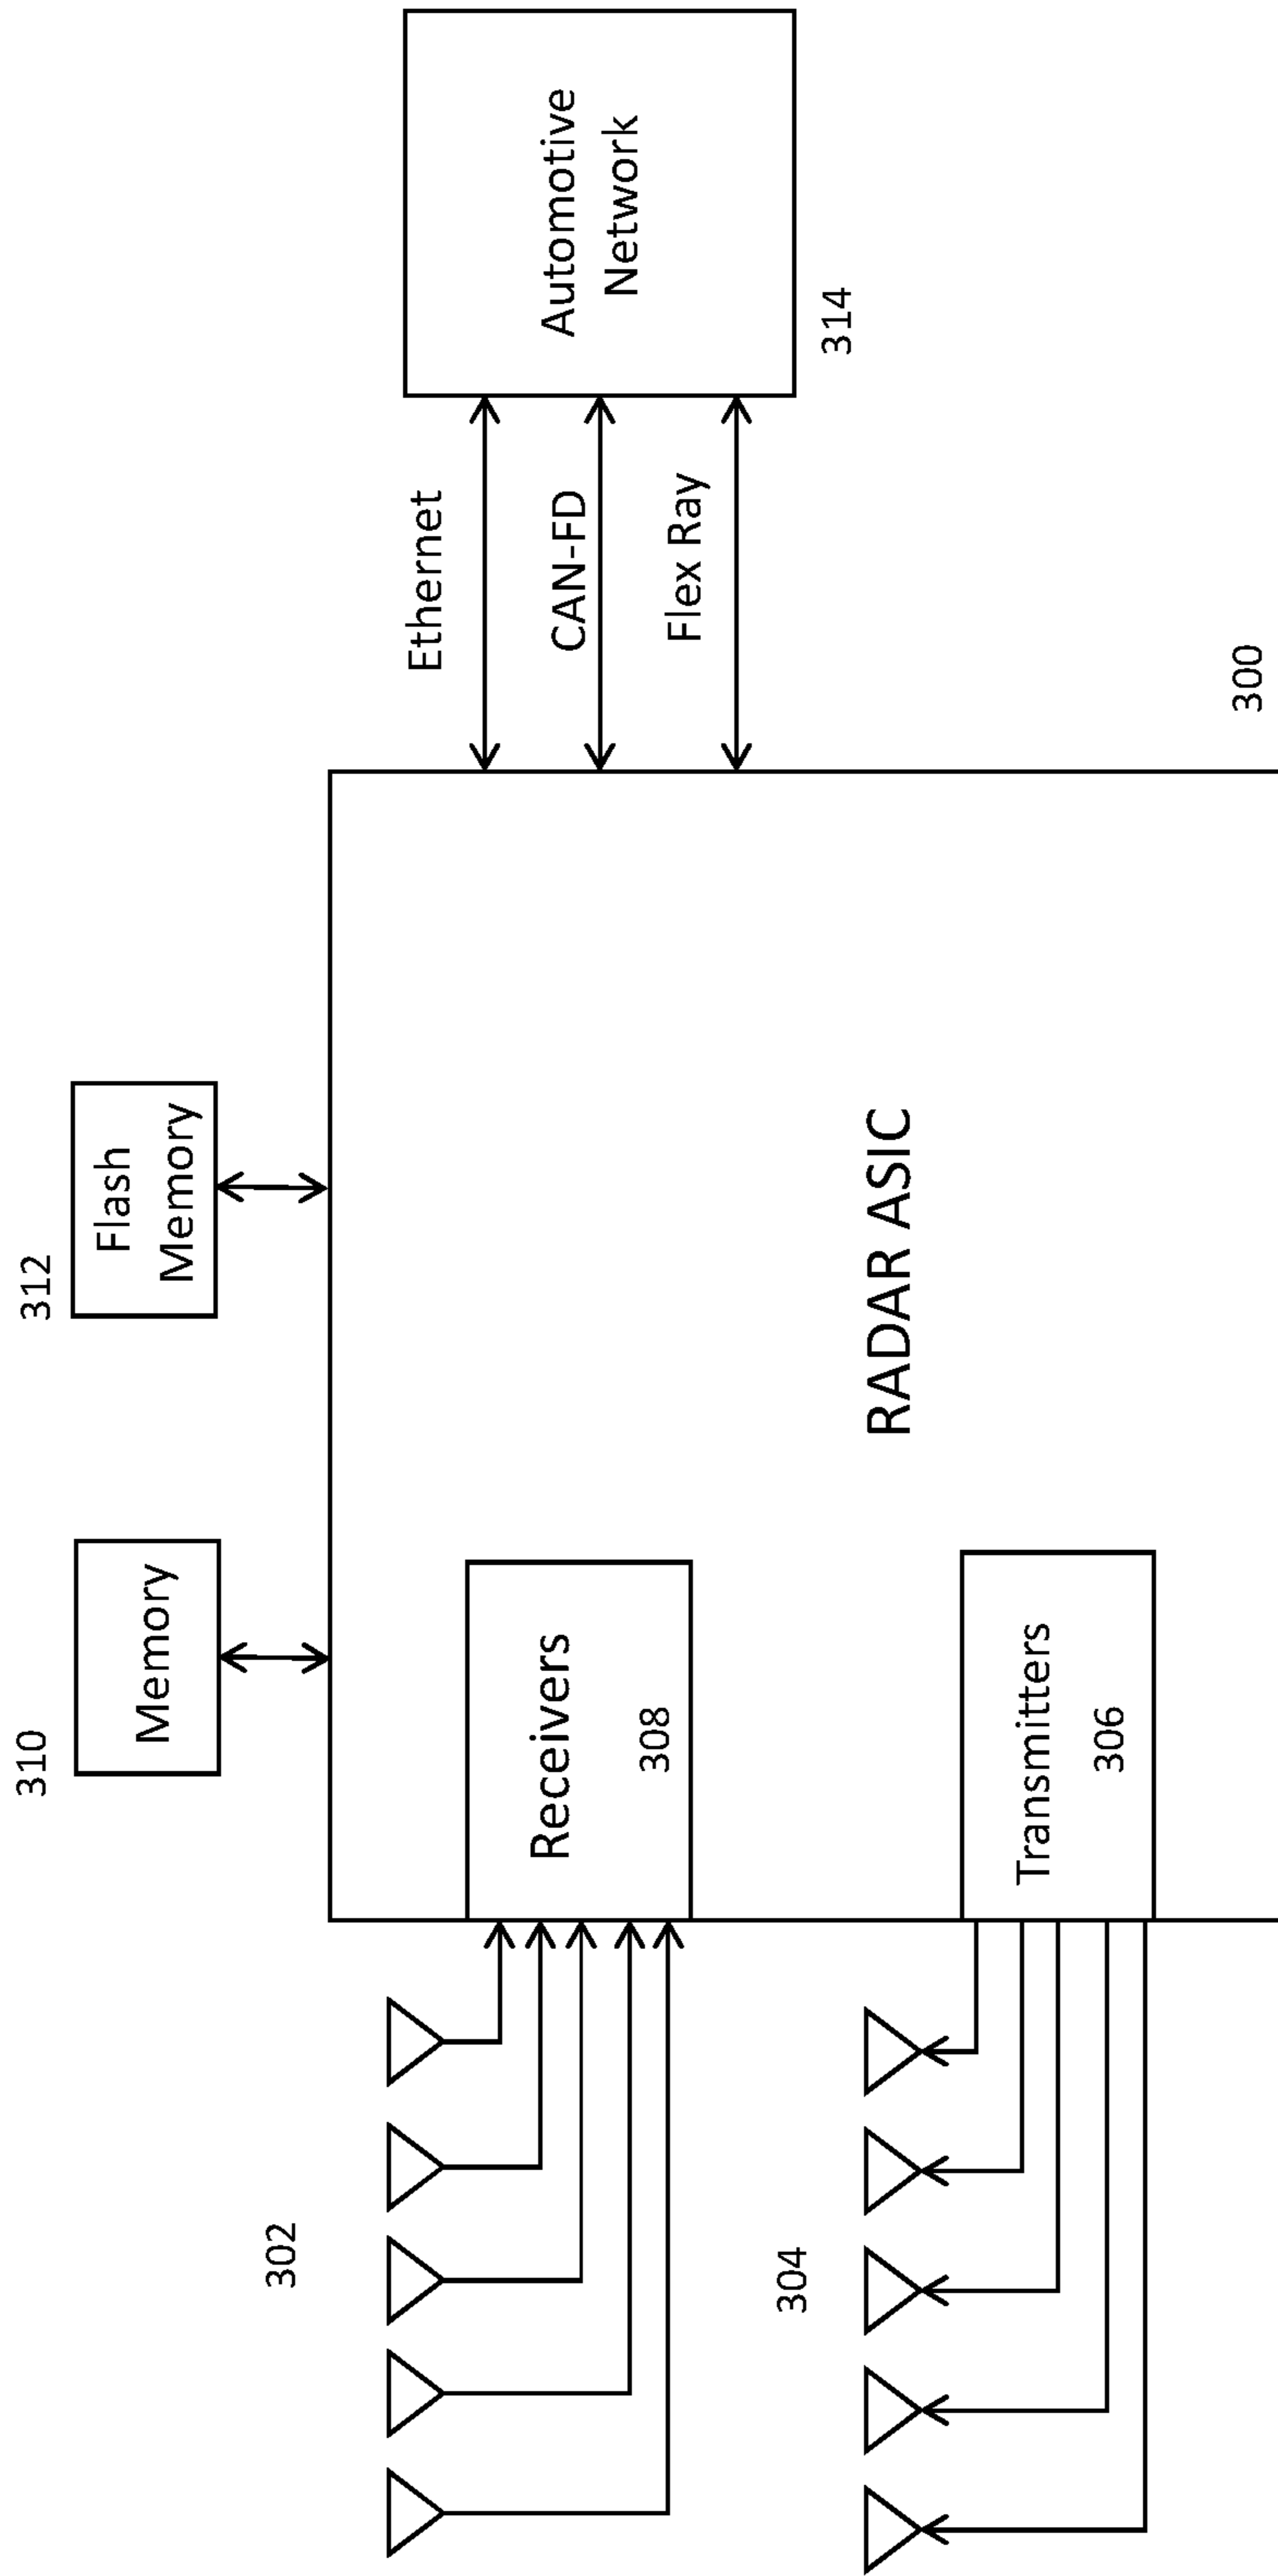 310
Memory
312
Flash
Memory
302
Receivers
308
Ethernet
CAN-FD
Flex Ray
Automotive
Network
314
RADAR ASIC
304
Transmitters
306
300